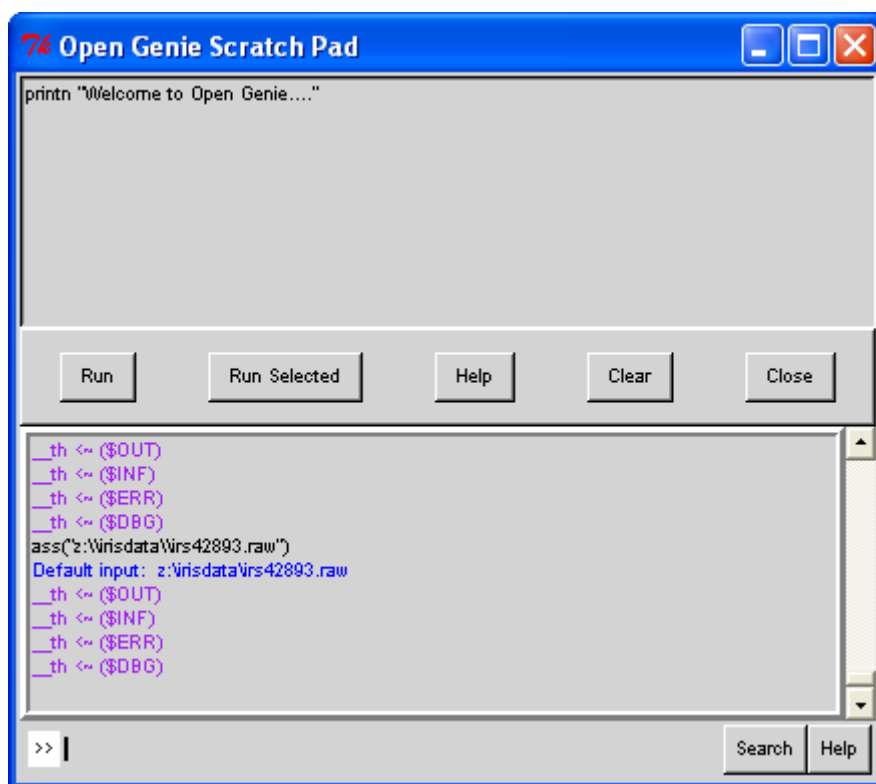 Open Genie Scratch Pad
printn "Welcome to Open Genie...."
Run Run Selected Help Clear Close
__th <~ ($OUT)
__th <~ ($INF)
__th <~ ($ERR)
__th <~ ($DBG)
ass("z:\\irisdata\\irs42893.raw")
Default input: z:\irisdata\irs42893.raw
__th <~ ($OUT)
__th <~ ($INF)
__th <~ ($ERR)
__th <~ ($DBG)
>> Search Help